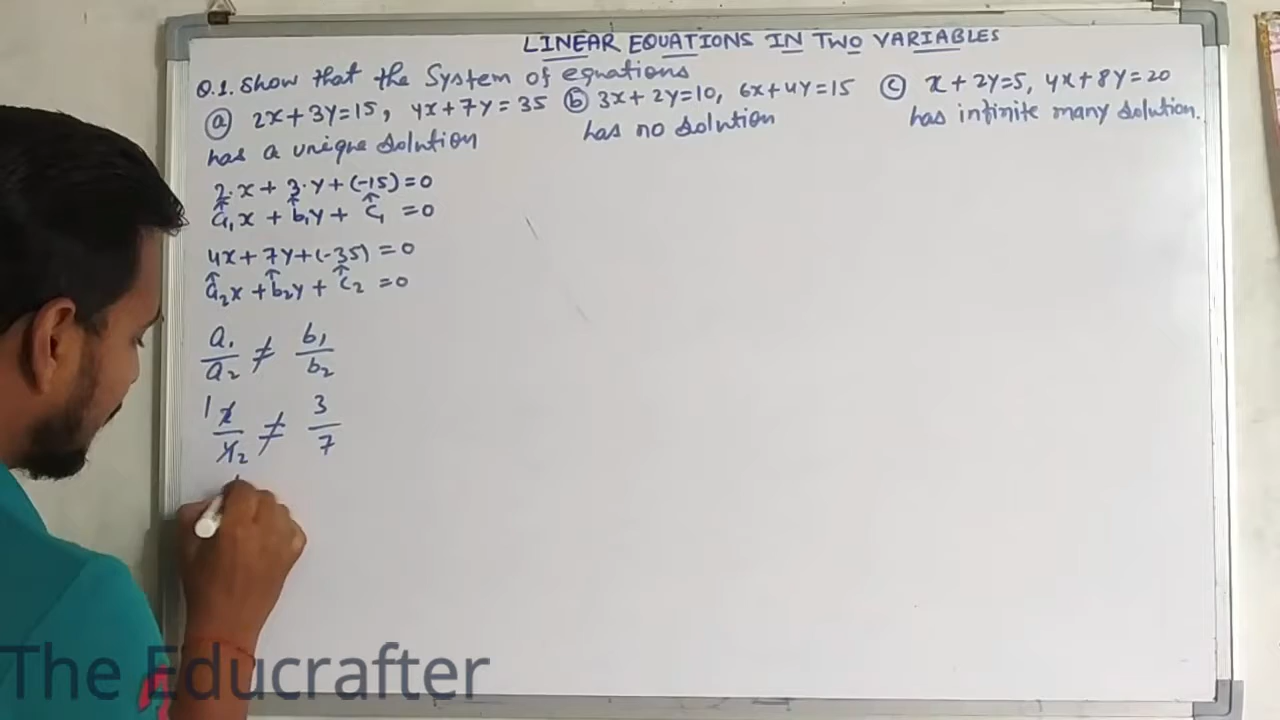 LINEAR EQUATIONS IN TWO VARIABLES
Q.1. Show that the System of equations
(a) 2x+3y=15, 4x+7y=35
has a unique solution
(b) 3x+2y=10, 6x+4y=15
has no solution
(c) x+2y=5, 4x+8y=20
has infinite many solution.
2.x+3.y+(-15)=0
↑ ↑ ↑
a₁x+b₁y+c₁=0
4x+7y+(-35)=0
↑ ↑ ↑
a₂x+b₂y+c₂=0
a₁/a₂ ≠ b₁/b₂
1 2/4 2 ≠ 3/7
The Educrafter